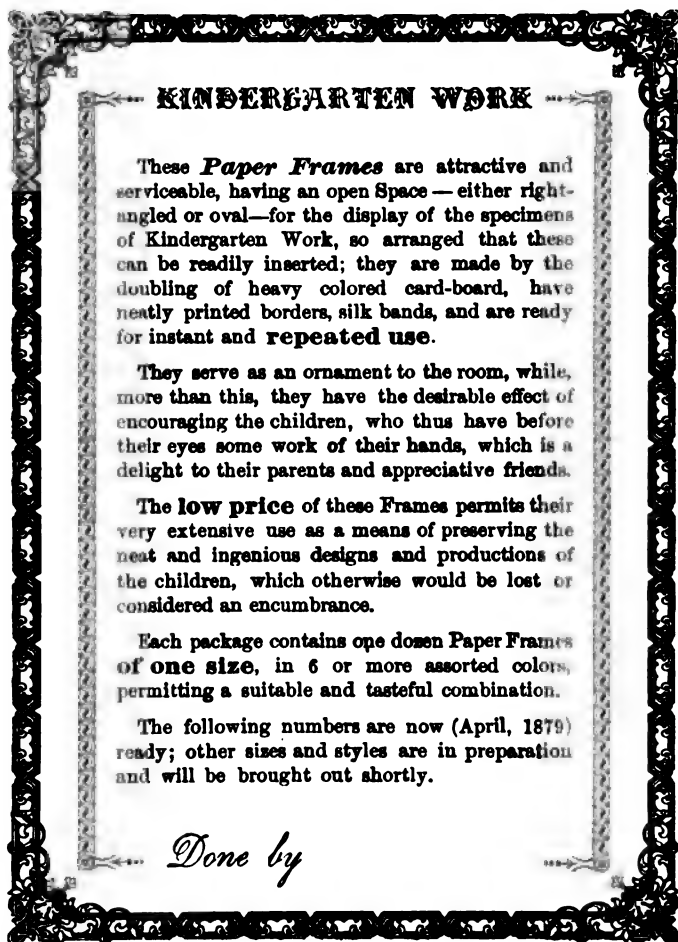 KINDERGARTEN WORK
These Paper Frames are attractive and
serviceable, having an open Space — either right-
angled or oval—for the display of the specimens
of Kindergarten Work, so arranged that these
can be readily inserted; they are made by the
doubling of heavy colored card-board, have
neatly printed borders, silk bands, and are ready
for instant and repeated use.
They serve as an ornament to the room, while,
more than this, they have the desirable effect of
encouraging the children, who thus have before
their eyes some work of their hands, which is a
delight to their parents and appreciative friends.
The low price of these Frames permits their
very extensive use as a means of preserving the
neat and ingenious designs and productions of
the children, which otherwise would be lost or
considered an encumbrance.
Each package contains one dozen Paper Frames
of one size, in 6 or more assorted colors,
permitting a suitable and tasteful combination.
The following numbers are now (April, 1879)
ready; other sizes and styles are in preparation
and will be brought out shortly.
Done by